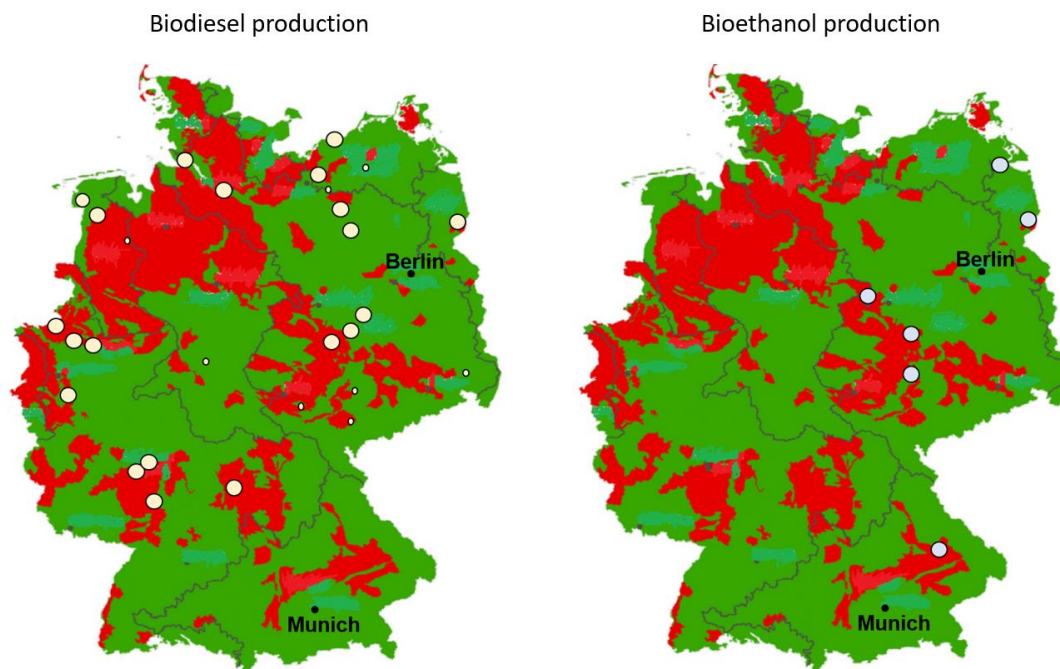 Biodiesel production
Bioethanol production
Berlin
Berlin
Munich
Munich